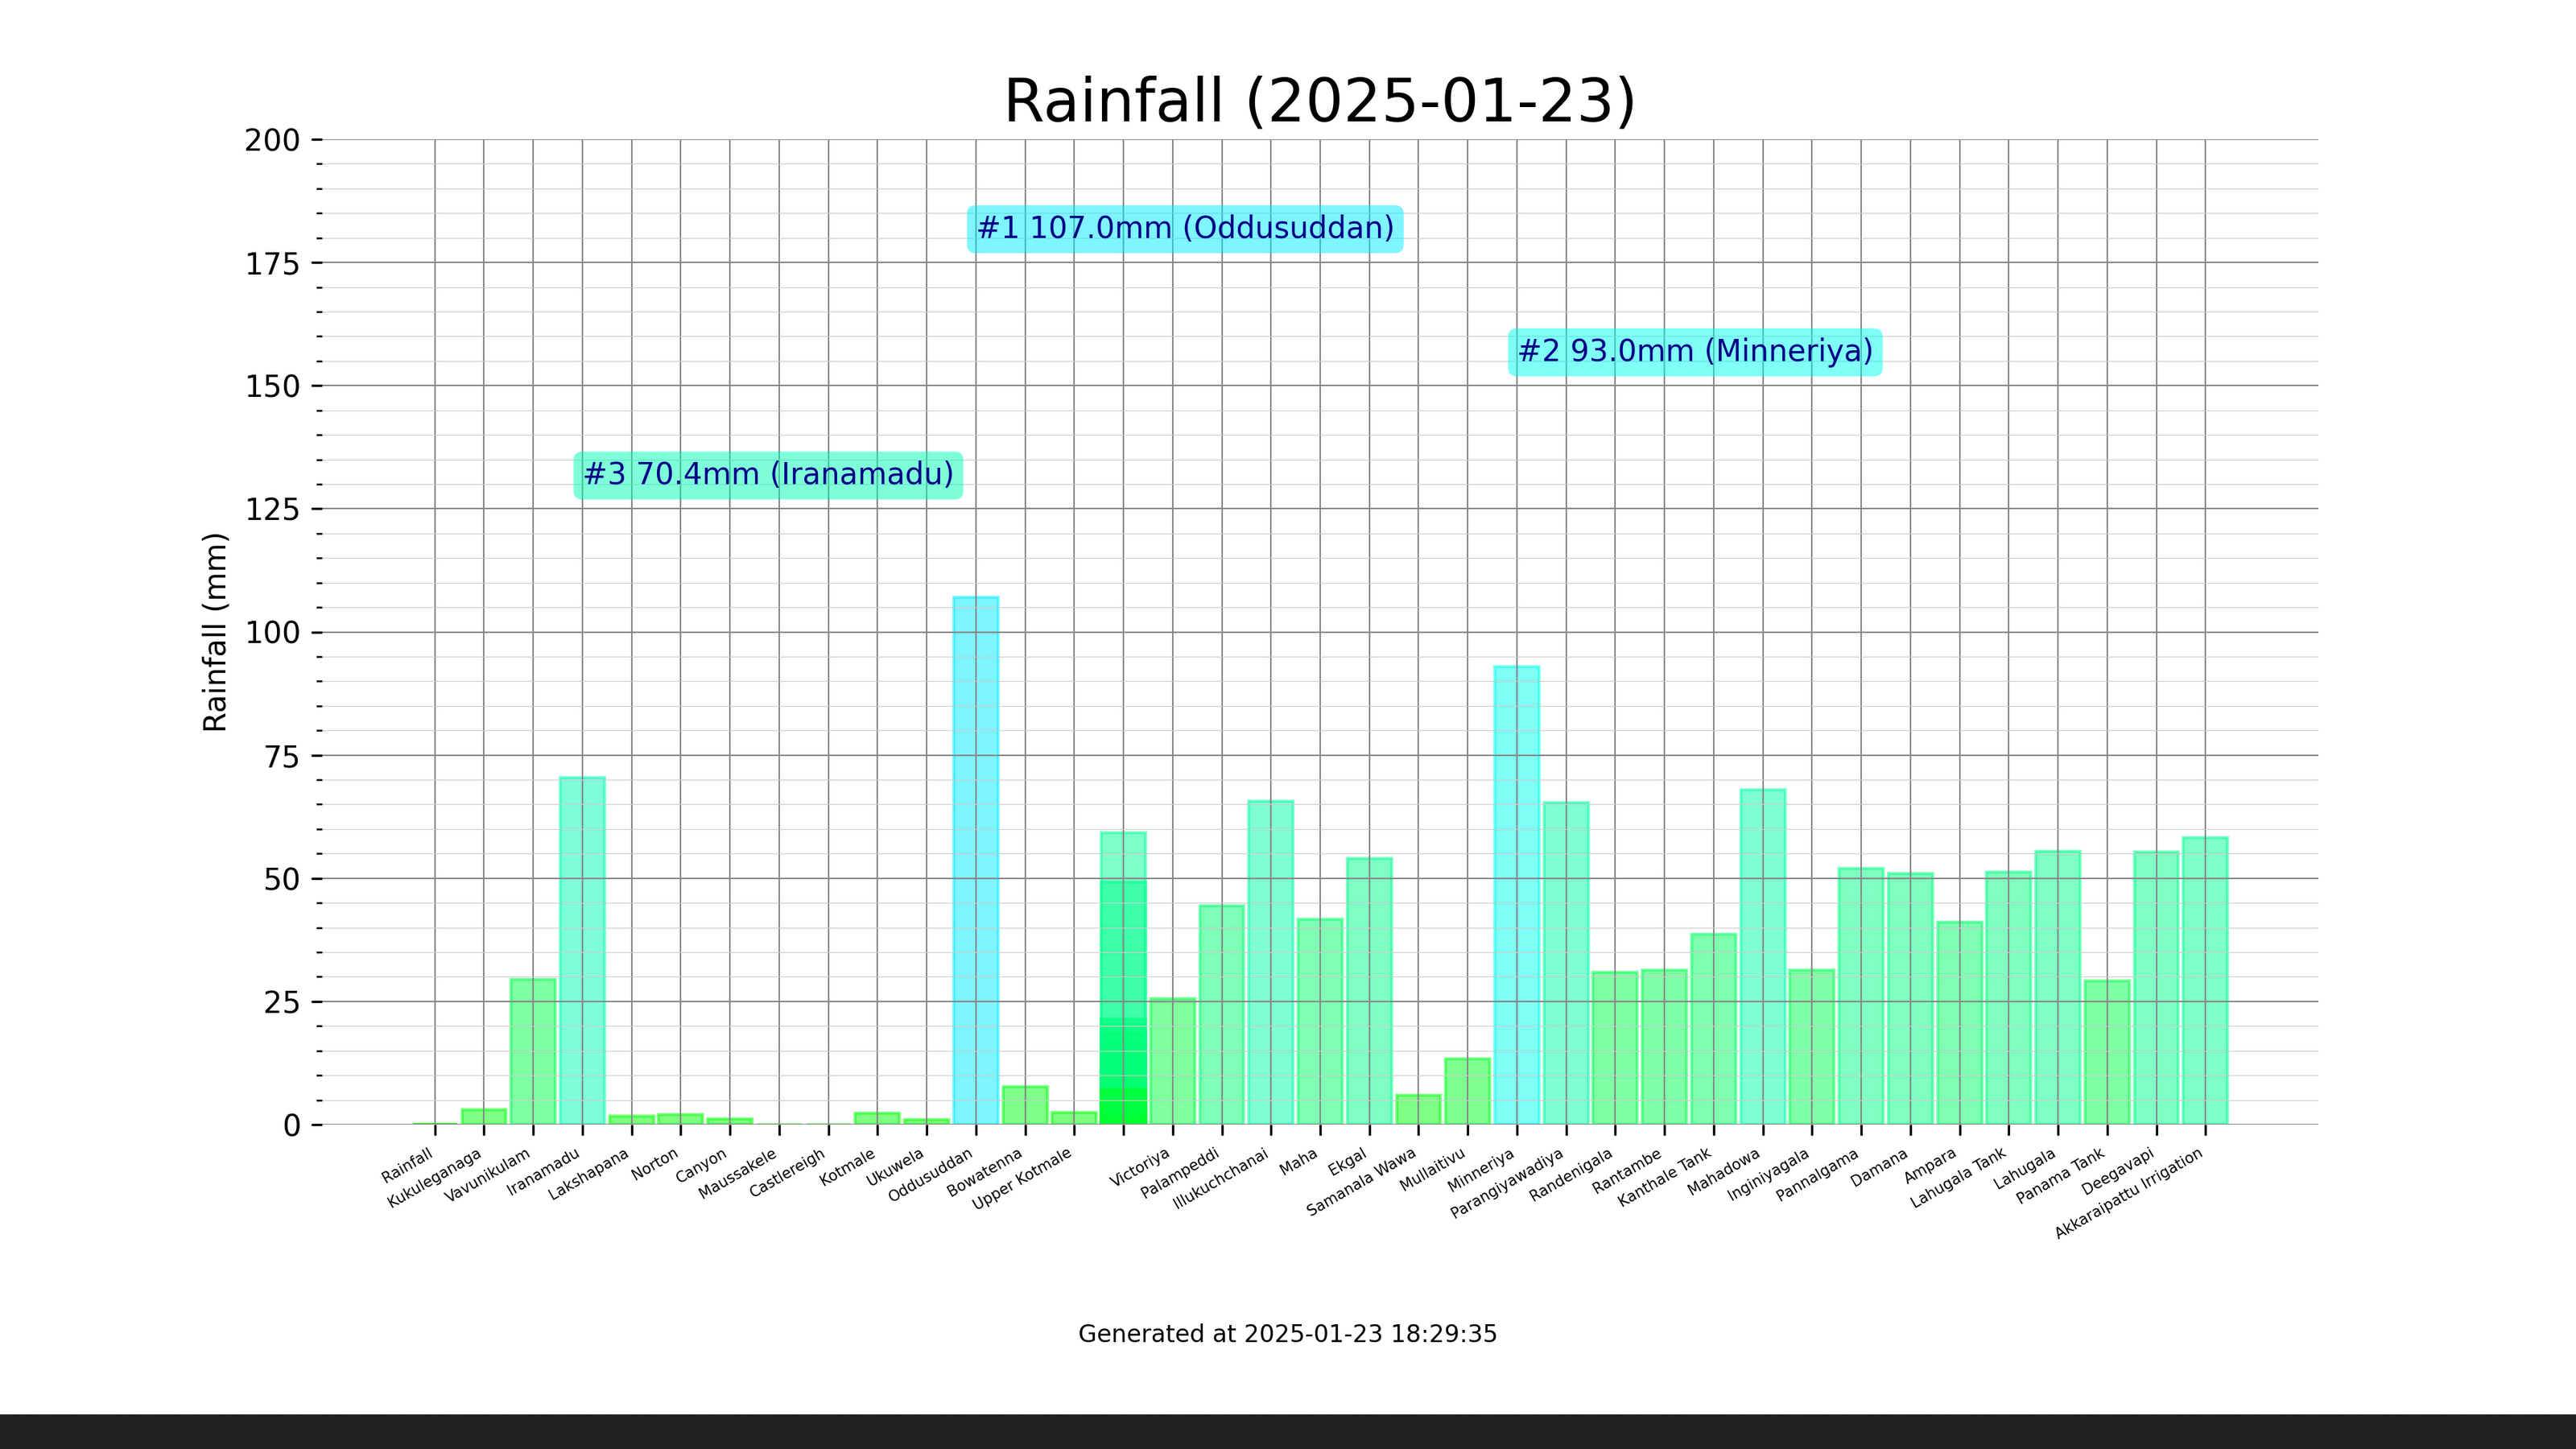 Rainfall (2025-01-23)
200
175
150
125
100
75
50
25
0
Rainfall (mm)
#1 107.0mm (Oddusuddan)
#2 93.0mm (Minneriya)
#3 70.4mm (Iranamadu)
Rainfall
Kukuleganaga
Vavunikulam
Iranamadu
Lakshapana
Norton
Canyon
Maussakele
Castlereigh
Kotmale
Ukuwela
Oddusuddan
Bowatenna
Upper Kotmale
Victoriya
Palampeddi
Illukuchchanai
Maha
Ekgal
Samanala Wawa
Mullaitivu
Minneriya
Parangiyawadiya
Randenigala
Rantambe
Kanthale Tank
Mahadowa
Inginiyagala
Pannalgama
Damana
Ampara
Lahugala Tank
Lahugala
Panama Tank
Deegavapi
Akkaraipattu Irrigation
Generated at 2025-01-23 18:29:35